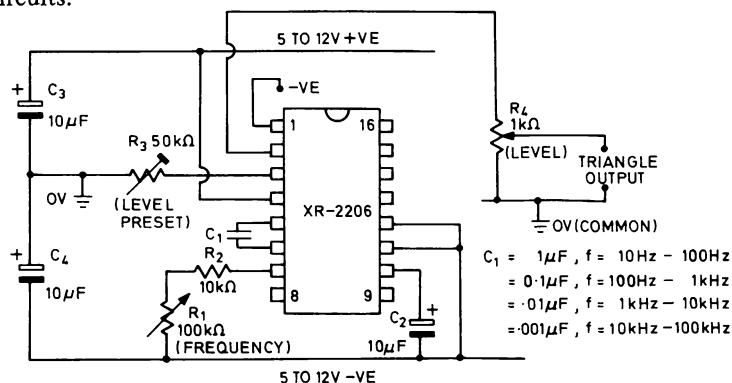 ircuits.
5 TO 12V +VE
C3
10µF
-VE
1
16
R3 50kΩ
(LEVEL PRESET)
0V
XR-2206
R4
1kΩ
(LEVEL)
TRIANGLE OUTPUT
0V(COMMON)
C1
R2
10kΩ
8
9
C4
10µF
R1
100kΩ
(FREQUENCY)
C2
10µF
C1 = 1µF, f = 10Hz - 100Hz
= 0·1µF, f = 100Hz - 1kHz
= ·01µF, f = 1kHz - 10kHz
= ·001µF, f = 10kHz - 100kHz
5 TO 12V -VE